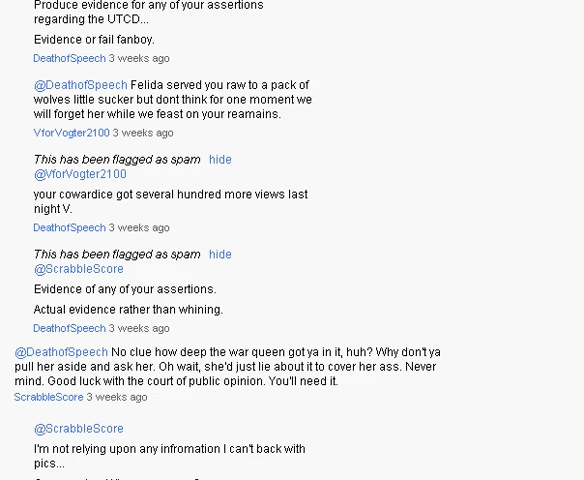 Produce evidence for any of your assertions
regarding the UTCD...
Evidence or fail fanboy.
DeathofSpeech 3 weeks ago
@DeathofSpeech Felida served you raw to a pack of
wolves little sucker but dont think for one moment we
will forget her while we feast on your reamains.
VforVogter2100 3 weeks ago
This has been flagged as spam hide
@VforVogter2100
your cowardice got several hundred more views last
night V.
DeathofSpeech 3 weeks ago
This has been flagged as spam hide
@ScrabbleScore
Evidence of any of your assertions.
Actual evidence rather than whining.
DeathofSpeech 3 weeks ago
@DeathofSpeech No clue how deep the war queen got ya in it, huh? Why don't ya
pull her aside and ask her. Oh wait, she'd just lie about it to cover her ass. Never
mind. Good luck with the court of public opinion. You'll need it.
ScrabbleScore 3 weeks ago
@ScrabbleScore
I'm not relying upon any infromation I can't back with
pics...